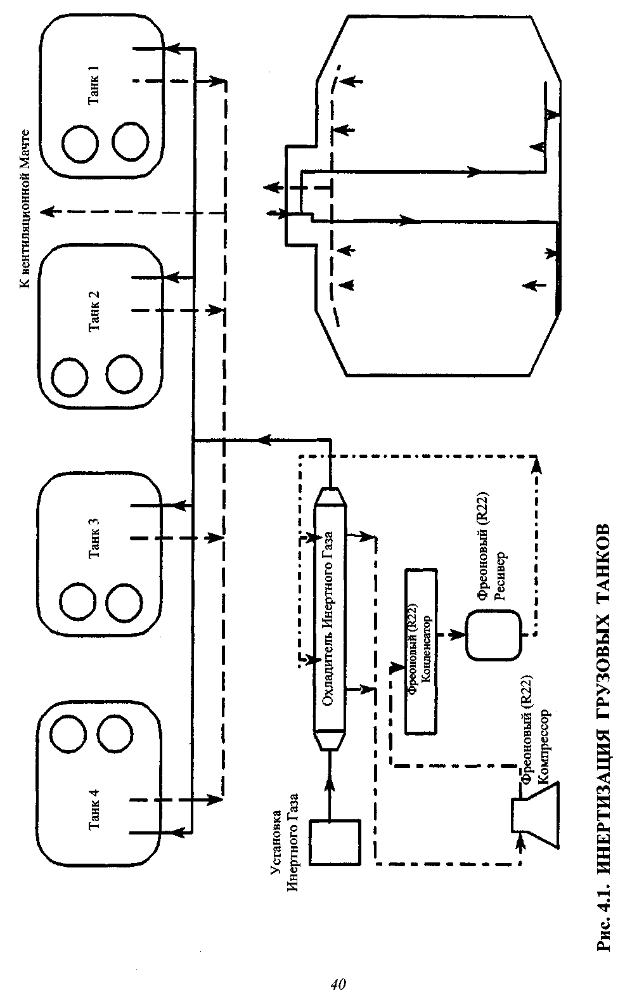 К вентиляционной Мачте
Танк 4
Танк 3
Танк 2
Танк 1
Установка
Инертного Газа
Охладитель Инертного Газа
Фреоновый (R22)
Конденсатор
Фреоновый (R22)
Ресивер
Фреоновый (R22)
Компрессор
Рис. 4.1. ИНЕРТИЗАЦИЯ ГРУЗОВЫХ ТАНКОВ
40